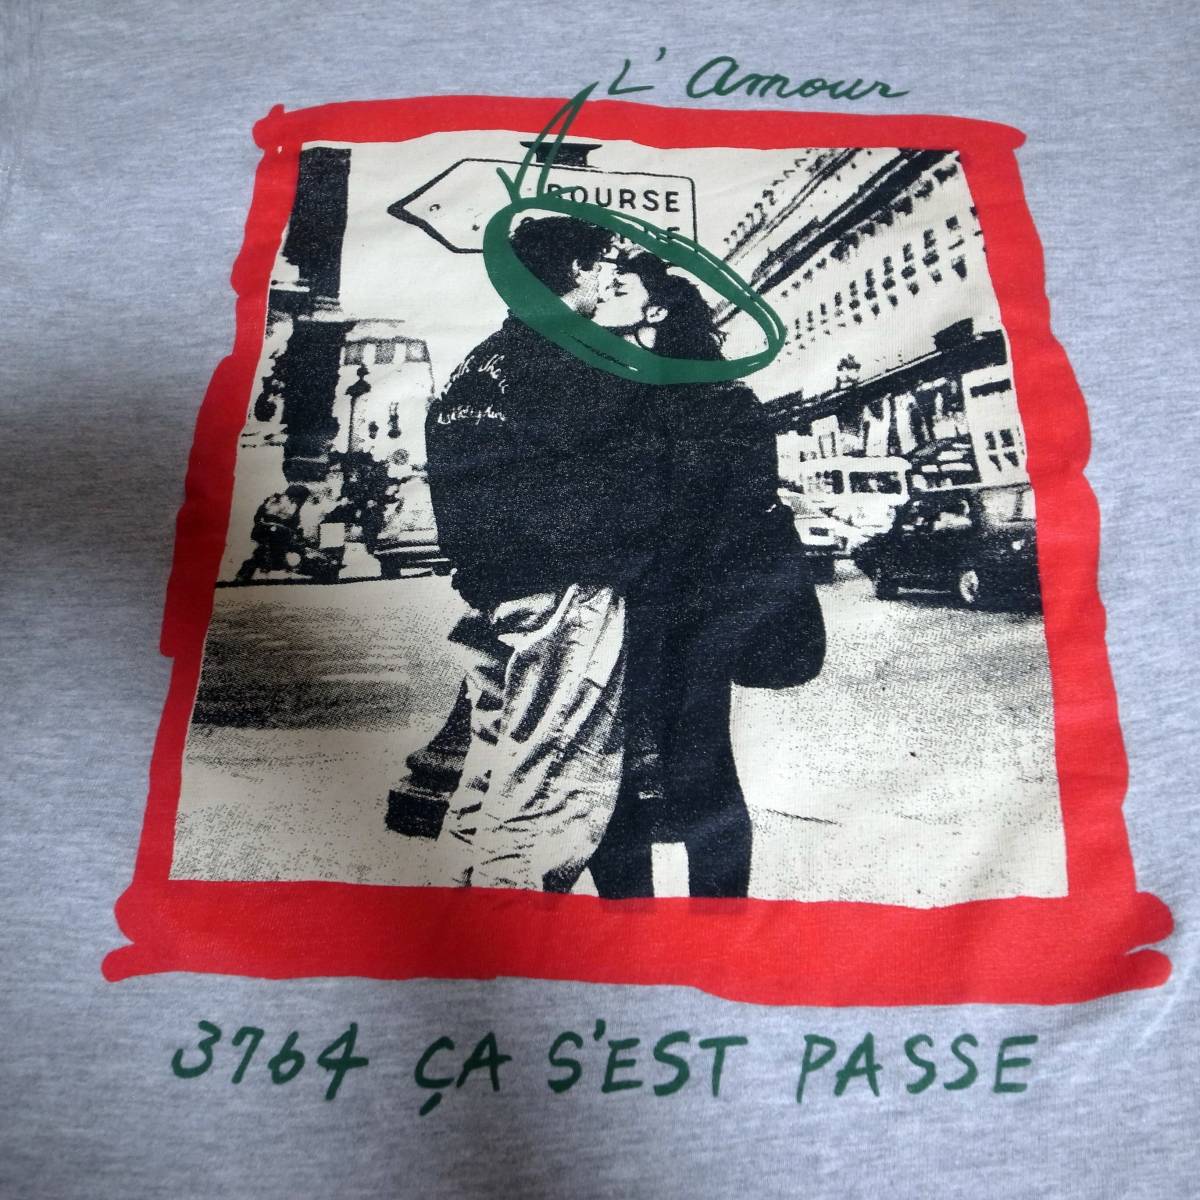 L' Amour
BOURSE
3764 ÇA S'EST PASSE